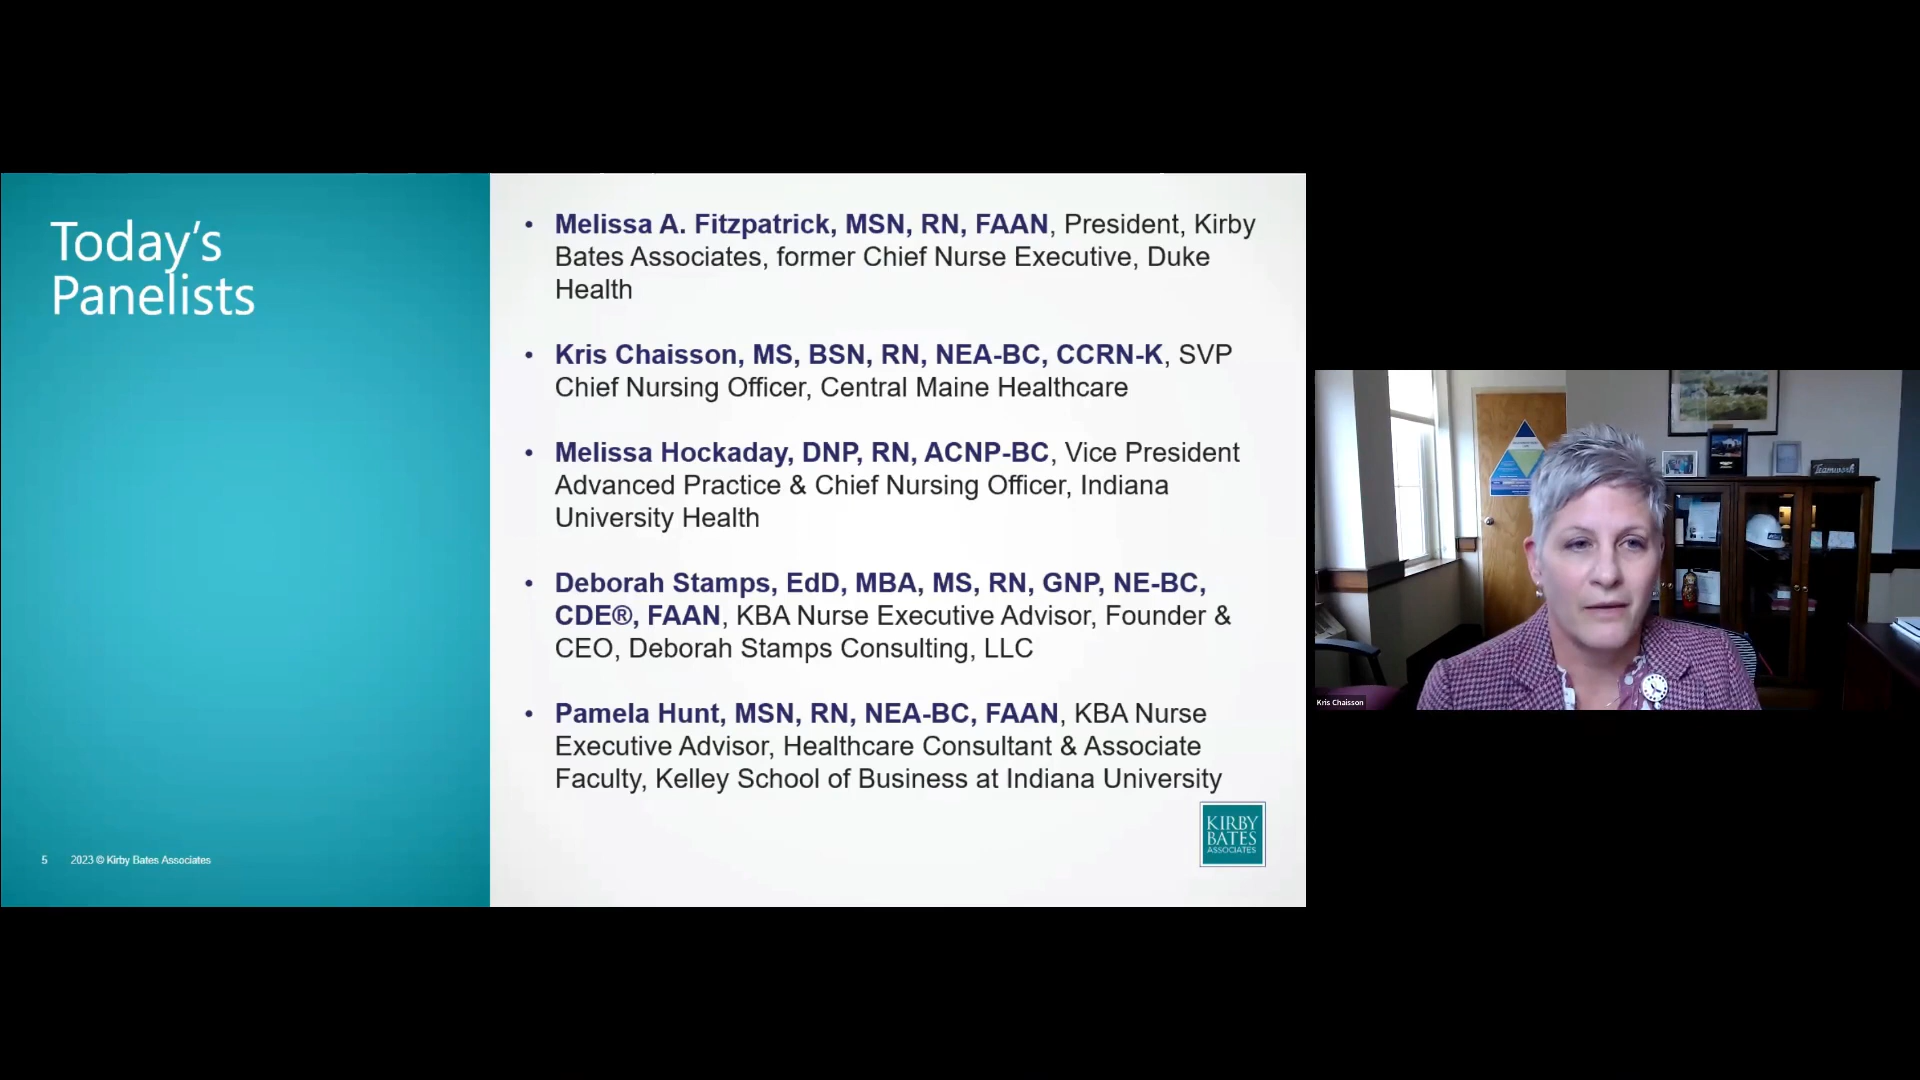 Today's
Panelists
• Melissa A. Fitzpatrick, MSN, RN, FAAN, President, Kirby
Bates Associates, former Chief Nurse Executive, Duke
Health
• Kris Chaisson, MS, BSN, RN, NEA-BC, CCRN-K, SVP
Chief Nursing Officer, Central Maine Healthcare
• Melissa Hockaday, DNP, RN, ACNP-BC, Vice President
Advanced Practice & Chief Nursing Officer, Indiana
University Health
• Deborah Stamps, EdD, MBA, MS, RN, GNP, NE-BC,
CDE®, FAAN, KBA Nurse Executive Advisor, Founder &
CEO, Deborah Stamps Consulting, LLC
• Pamela Hunt, MSN, RN, NEA-BC, FAAN, KBA Nurse
Executive Advisor, Healthcare Consultant & Associate
Faculty, Kelley School of Business at Indiana University
KIRBY
BATES
ASSOCIATES
5 2023 © Kirby Bates Associates
Teamwork
Kris Chaisson